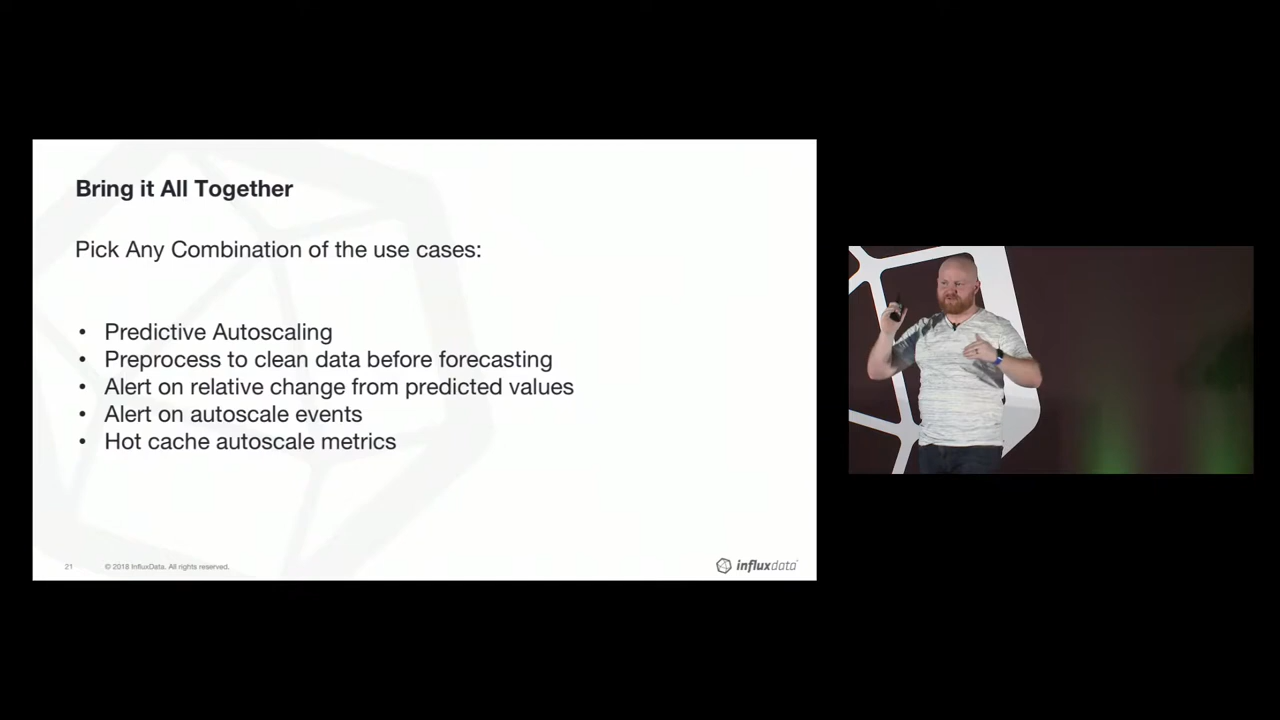 Bring it All Together
Pick Any Combination of the use cases:
• Predictive Autoscaling
• Preprocess to clean data before forecasting
• Alert on relative change from predicted values
• Alert on autoscale events
• Hot cache autoscale metrics
21 © 2018 InfluxData. All rights reserved.
influxdata